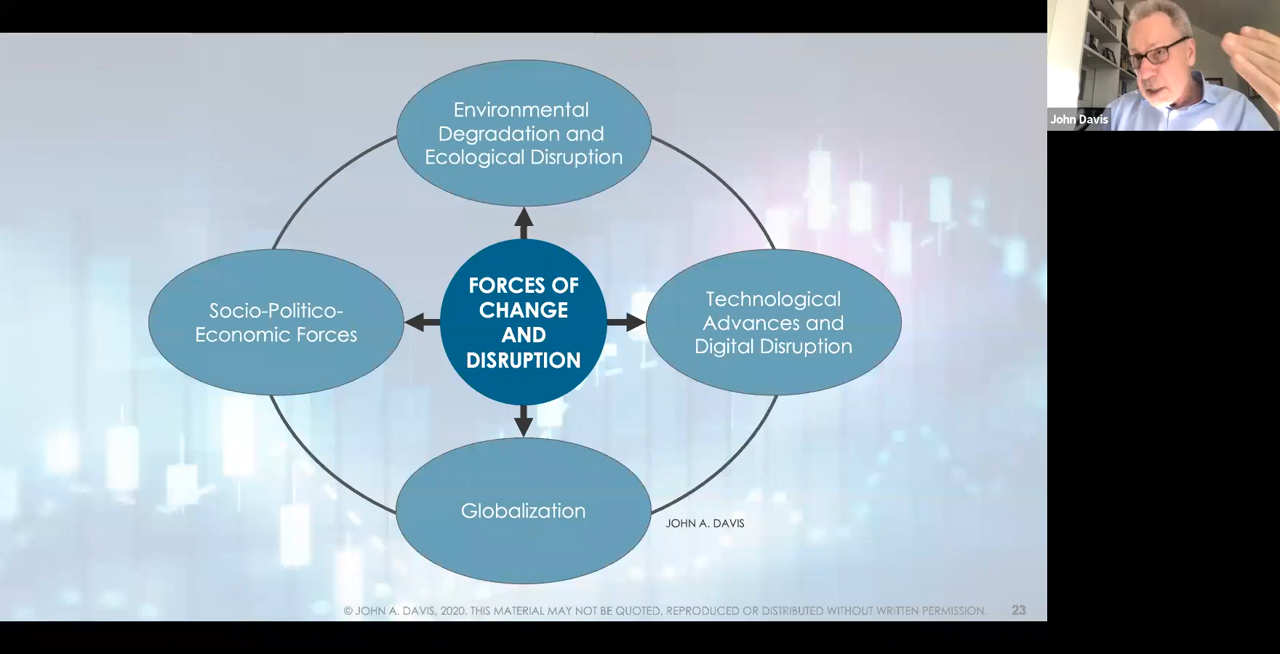 Environmental
Degradation and
Ecological Disruption
John Davis
FORCES OF
CHANGE
AND
DISRUPTION
Socio-Politico-
Economic Forces
Technological
Advances and
Digital Disruption
Globalization
JOHN A. DAVIS
© JOHN A. DAVIS, 2020. THIS MATERIAL MAY NOT BE QUOTED, REPRODUCED OR DISTRIBUTED WITHOUT WRITTEN PERMISSION. 23